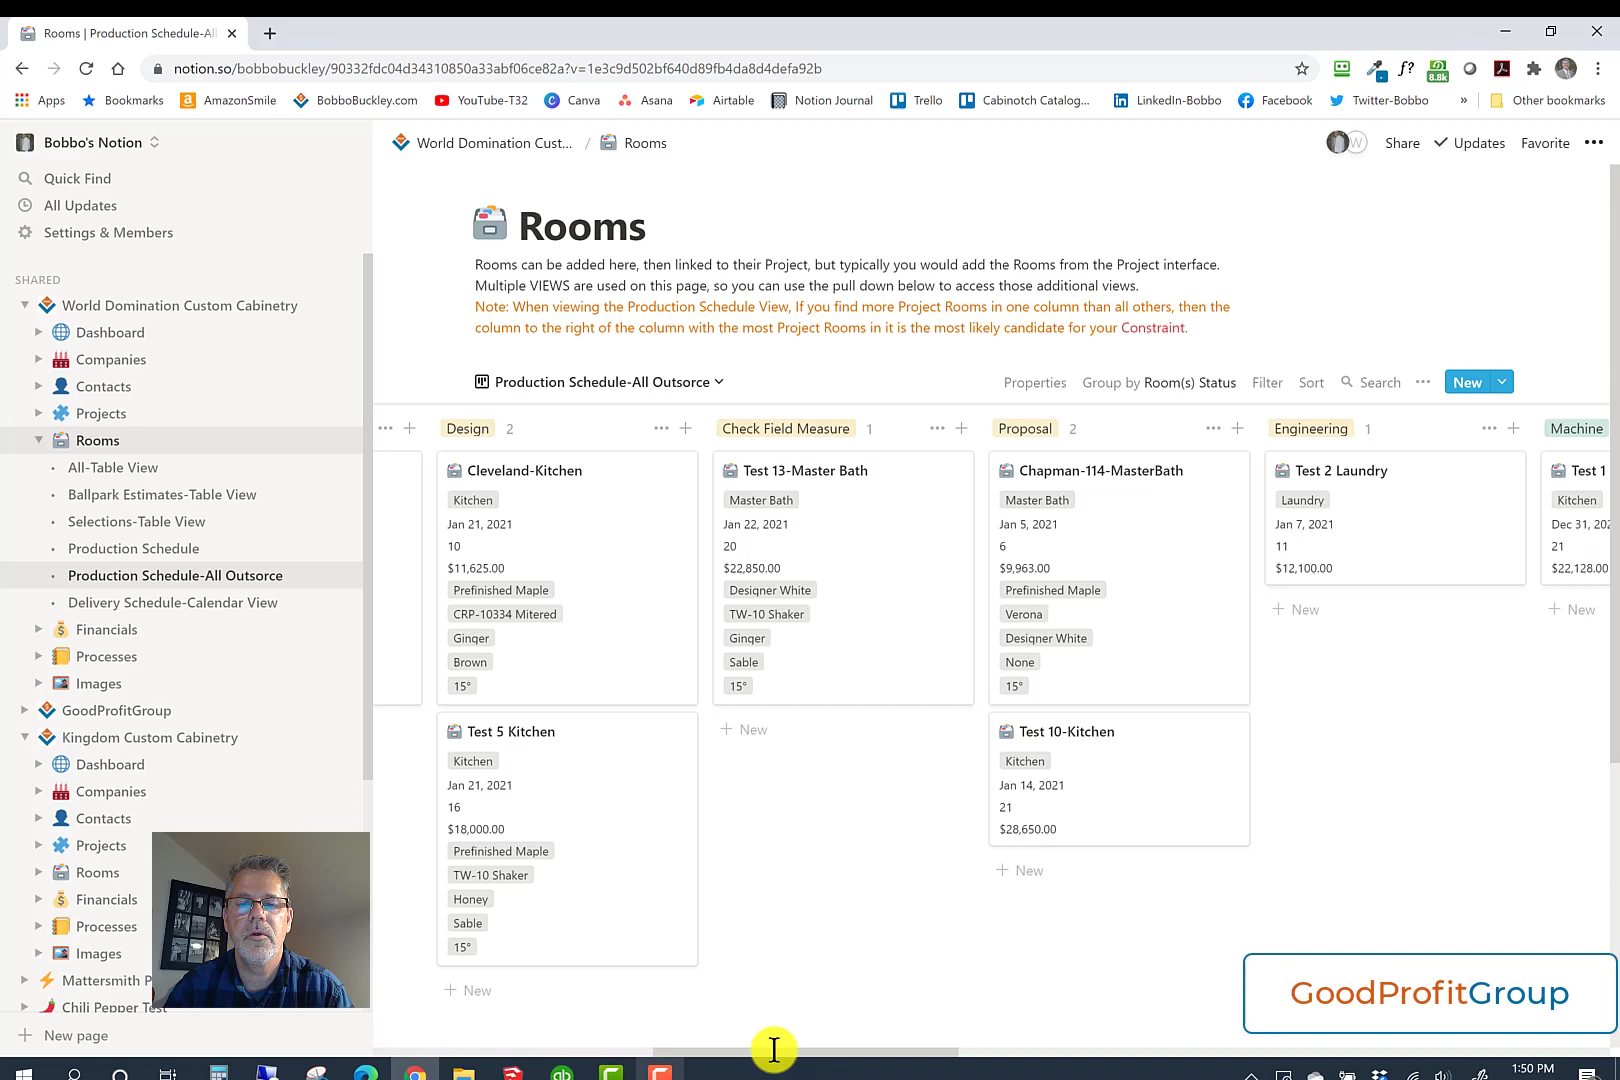 Rooms | Production Schedule-Al
notion.so/bobbobuckley/90332fdc04d34310850a33abf06ce82a?v=1e3c9d502bf640d89fb4da8d4defa92b
f?
8.8k
Apps
Bookmarks
AmazonSmile
BobboBuckley.com
YouTube-T32
Canva
Asana
Airtable
Notion Journal
Trello
Cabinotch Catalog...
LinkedIn-Bobbo
Facebook
Twitter-Bobbo
»
Other bookmarks
Bobbo's Notion
Quick Find
All Updates
Settings & Members
SHARED
World Domination Custom Cabinetry
Dashboard
Companies
Contacts
Projects
Rooms
All-Table View
Ballpark Estimates-Table View
Selections-Table View
Production Schedule
Production Schedule-All Outsorce
Delivery Schedule-Calendar View
Financials
Processes
Images
GoodProfitGroup
Kingdom Custom Cabinetry
Dashboard
Companies
Contacts
Projects
Rooms
Financials
Processes
Images
Mattersmith P
Chili Pepper Test
New page
World Domination Cust... / Rooms
W
Share
Updates
Favorite
Rooms
Rooms can be added here, then linked to their Project, but typically you would add the Rooms from the Project interface.
Multiple VIEWS are used on this page, so you can use the pull down below to access those additional views.
Note: When viewing the Production Schedule View, If you find more Project Rooms in one column than all others, then the
column to the right of the column with the most Project Rooms in it is the most likely candidate for your Constraint.
Production Schedule-All Outsorce
Properties
Group by Room(s) Status
Filter
Sort
Search
New
Design 2
Cleveland-Kitchen
Kitchen
Jan 21, 2021
10
$11,625.00
Prefinished Maple
CRP-10334 Mitered
Ginger
Brown
15°
Test 5 Kitchen
Kitchen
Jan 21, 2021
16
$18,000.00
Prefinished Maple
TW-10 Shaker
Honey
Sable
15°
New
Check Field Measure 1
Test 13-Master Bath
Master Bath
Jan 22, 2021
20
$22,850.00
Designer White
TW-10 Shaker
Ginger
Sable
15°
New
Proposal 2
Chapman-114-MasterBath
Master Bath
Jan 5, 2021
6
$9,963.00
Prefinished Maple
Verona
Designer White
None
15°
Test 10-Kitchen
Kitchen
Jan 14, 2021
21
$28,650.00
New
Engineering 1
Test 2 Laundry
Laundry
Jan 7, 2021
11
$12,100.00
New
Machine
Test 1
Kitchen
Dec 31, 202
21
$22,128.00
New
GoodProfitGroup
1:50 PM